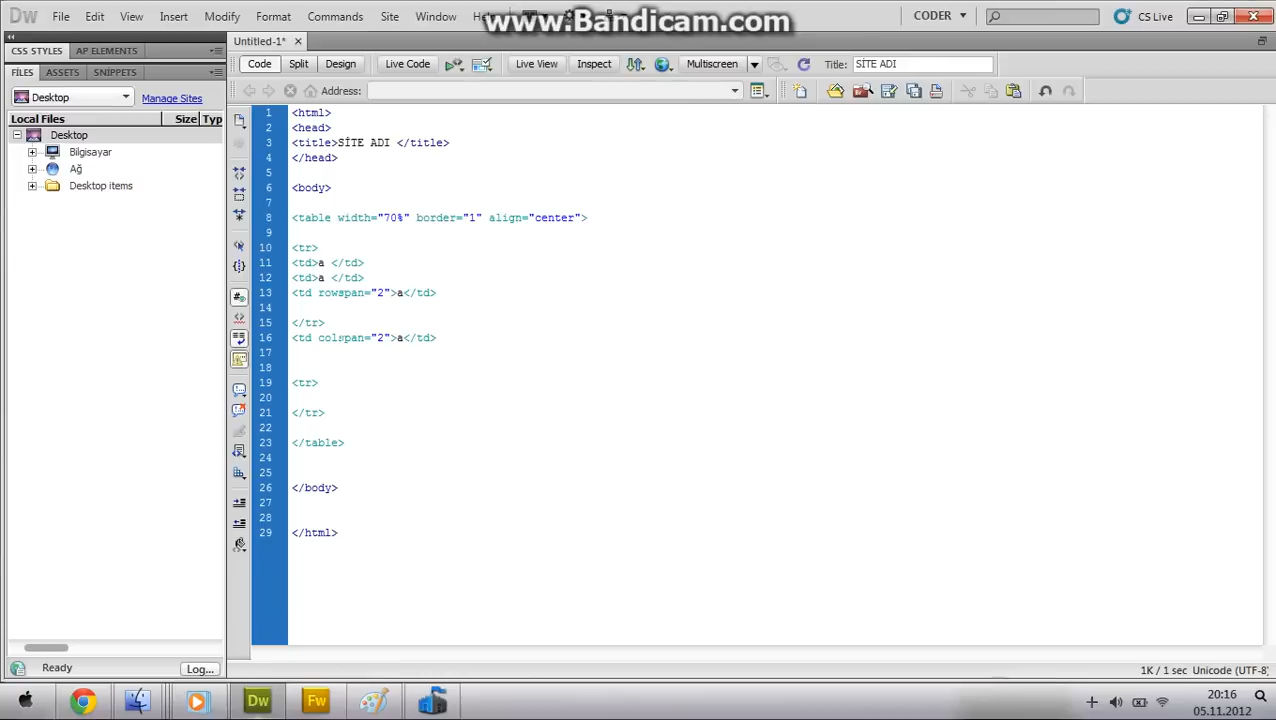 Dw File Edit View Insert Modify Format Commands Site Window www.Bandicam.com CODER CS Live
CSS STYLES AP ELEMENTS
FILES ASSETS SNIPPETS
Desktop Manage Sites
Local Files Size Typ
Desktop
Bilgisayar
Ağ
Desktop items
Ready Log...
Untitled-1*
Code Split Design Live Code Live View Inspect Multiscreen Title: SİTE ADI
Address:
1 <html>
2 <head>
3 <title>SİTE ADI </title>
4 </head>
5
6 <body>
7
8 <table width="70%" border="1" align="center">
9
10 <tr>
11 <td>a </td>
12 <td>a </td>
13 <td rowspan="2">a</td>
14
15 </tr>
16 <td colspan="2">a</td>
17
18
19 <tr>
20
21 </tr>
22
23 </table>
24
25
26 </body>
27
28
29 </html>
1K / 1 sec Unicode (UTF-8)
Dw Fw 20:16
05.11.2012